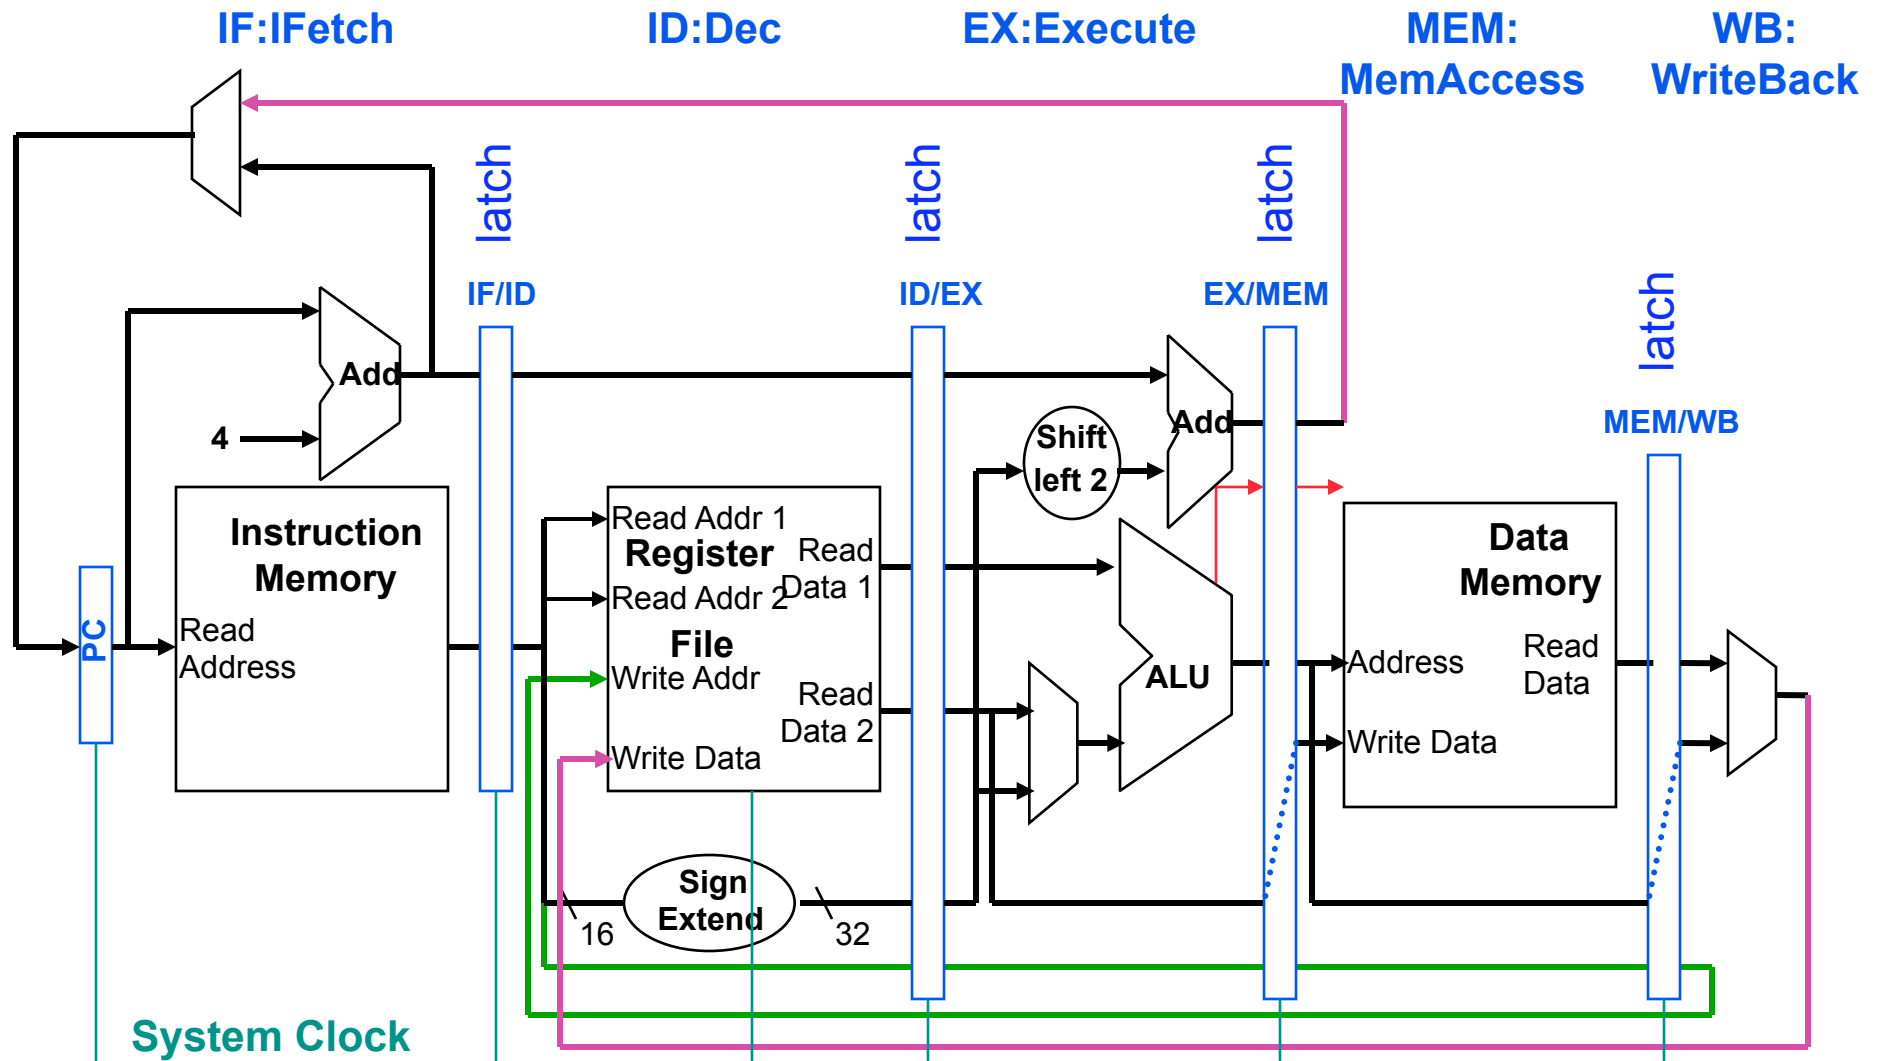 IF:IFetch
ID:Dec
EX:Execute
MEM:
MemAccess
WB:
WriteBack
latch
latch
latch
latch
IF/ID
ID/EX
EX/MEM
MEM/WB
Add
4
Shift
left 2
Add
Instruction
Memory
Read
Address
PC
Read Addr 1
Register
Read
Data 1
Read Addr 2
File
Write Addr
Read
Data 2
Write Data
ALU
Data
Memory
Address
Read
Data
Write Data
Sign
Extend
16
32
System Clock